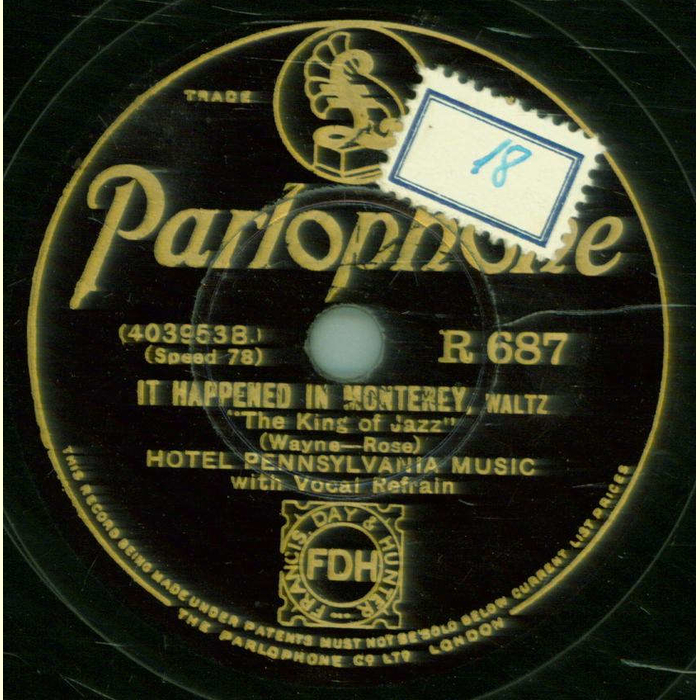 TRADE
18
Parlophone
(403953B.)
(Speed 78)
R 687
IT HAPPENED IN MONTEREY, WALTZ
"The King of Jazz"
(Wayne—Rose)
HOTEL PENNSYLVANIA MUSIC
with Vocal Refrain
FRANCIS DAY & HUNTER
FDH
THIS RECORD BEING MADE UNDER PATENTS MUST NOT BE SOLD BELOW CURRENT LIST PRICES
THE PARLOPHONE CO LTD LONDON